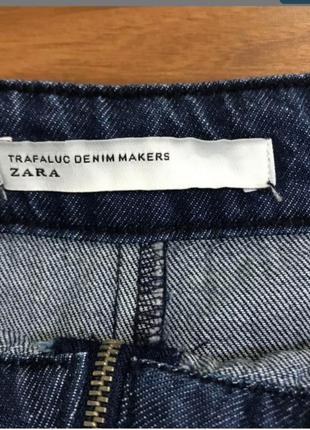 TRAFALUC DENIM MAKERS
ZARA